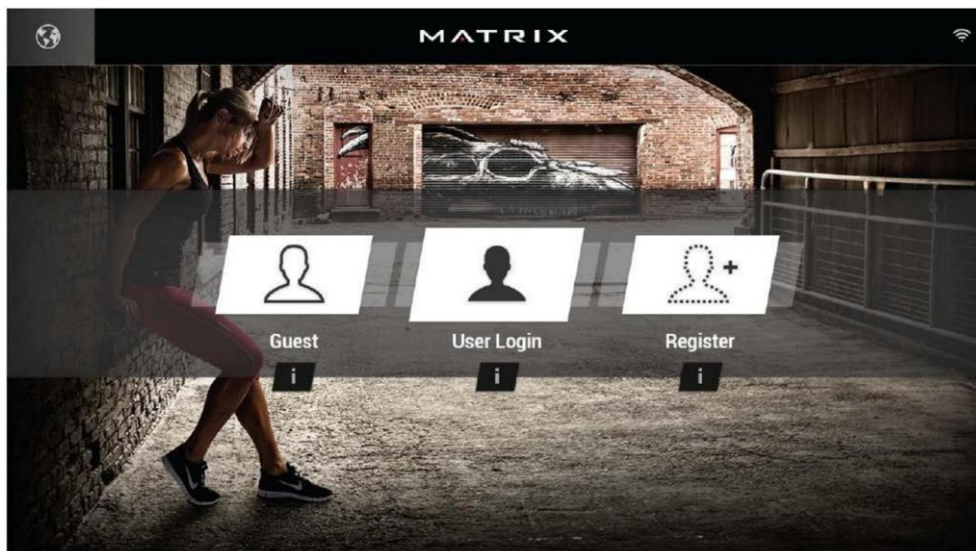 MATRIX
Guest
User Login
Register
i
i
i